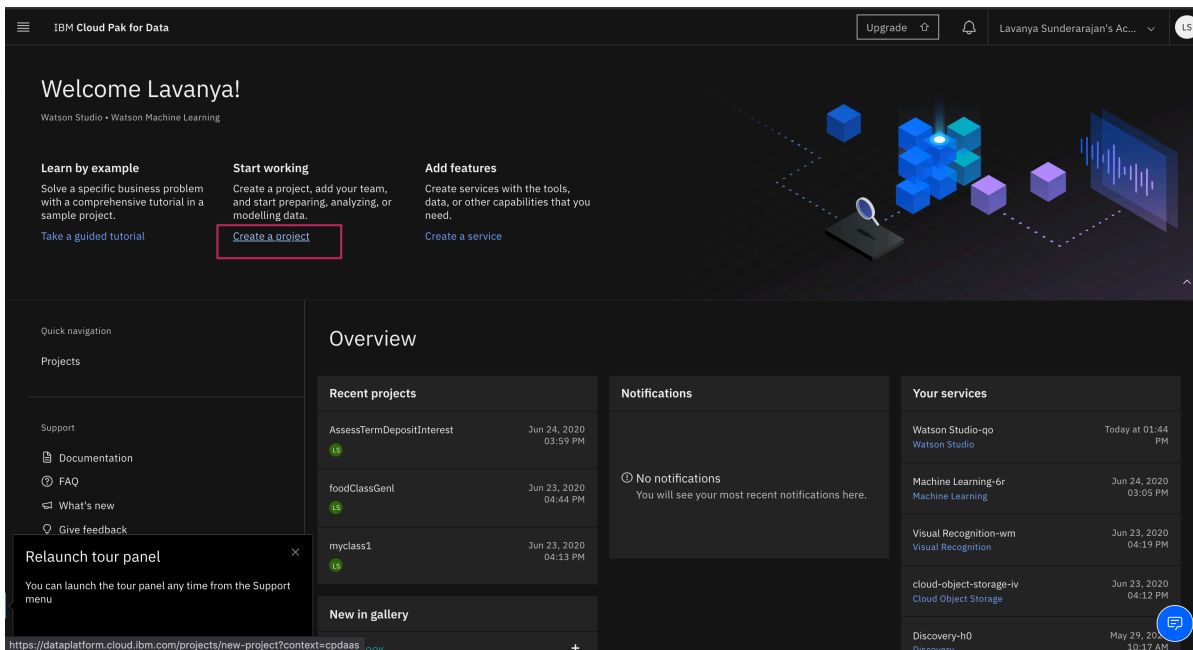 IBM Cloud Pak for Data
Upgrade
Lavanya Sunderarajan's Ac...
LS
Welcome Lavanya!
Watson Studio • Watson Machine Learning
Learn by example
Solve a specific business problem
with a comprehensive tutorial in a
sample project.
Take a guided tutorial
Start working
Create a project, add your team,
and start preparing, analyzing, or
modelling data.
Create a project
Add features
Create services with the tools,
data, or other capabilities that you
need.
Create a service
Quick navigation
Projects
Support
Documentation
FAQ
What's new
Give feedback
Relaunch tour panel
You can launch the tour panel any time from the Support
menu
https://dataplatform.cloud.ibm.com/projects/new-project?context=cpdaas
Overview
Recent projects
AssessTermDepositInterest
Jun 24, 2020
03:59 PM
LS
foodClassGenl
Jun 23, 2020
04:44 PM
LS
myclass1
Jun 23, 2020
04:13 PM
LS
New in gallery
Notifications
No notifications
You will see your most recent notifications here.
Your services
Watson Studio-qo
Watson Studio
Today at 01:44
PM
Machine Learning-6r
Machine Learning
Jun 24, 2020
03:05 PM
Visual Recognition-wm
Visual Recognition
Jun 23, 2020
04:19 PM
cloud-object-storage-iv
Cloud Object Storage
Jun 23, 2020
04:12 PM
Discovery-h0
Discovery
May 29, 202
10:17 AM